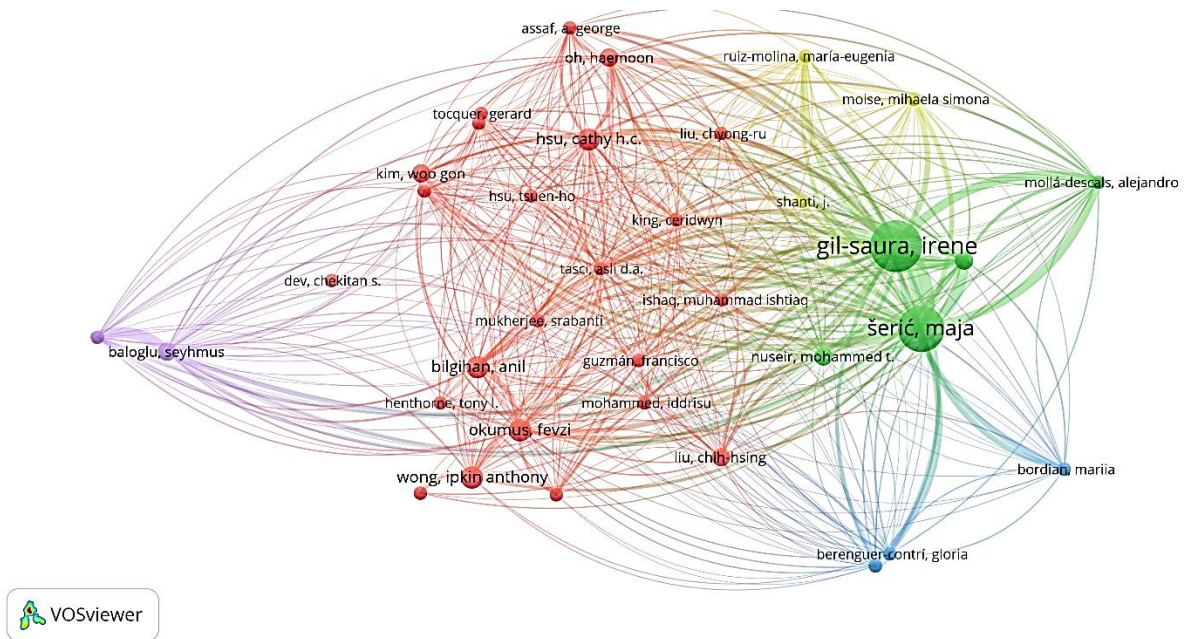 assaf, a. george
oh, haemoon
ruiz-molina, maría-eugenia
moise, mihaela simona
tocquer, gerard
hsu, cathy h.c.
liu, chyong-ru
kim, woo gon
mollá-descals, alejandro
hsu, tsuen-ho
shanti, j.
king, ceridwyn
gil-saura, irene
tasci, asli d.a.
dev, chekitan s.
ishaq, muhammad ishtiaq
mukherjee, srabanti
šerić, maja
baloglu, seyhmus
nuseir, mohammed t.
guzmán, francisco
bilgihan, anil
henthorne, tony l.
mohammed, iddrisu
okumus, fevzi
liu, chih-hsing
bordian, mariia
wong, ipkin anthony
berenguer-contrí, gloria
VOSviewer